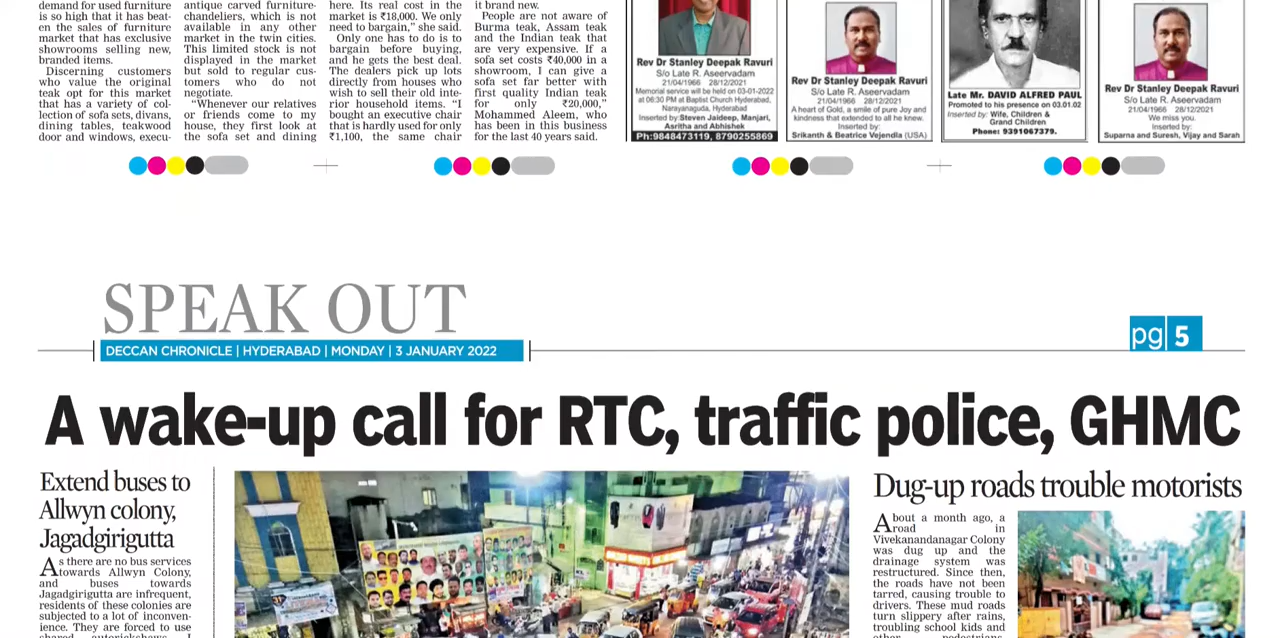 demand for used furniture
is so high that it has beat-
en the sales of furniture
market that has exclusive
showrooms selling new,
branded items.
Discerning customers
who value the original
teak opt for this market
that has a variety of col-
lection of sofa sets, divans,
dining tables, teakwood
door and windows, execu-
antique carved furniture-
chandeliers, which is not
available in any other
market in the twin cities.
This limited stock is not
displayed in the market
but sold to regular cus-
tomers who do not
negotiate.
"Whenever our relatives
or friends come to my
house, they first look at
the sofa set and dining
here. Its real cost in the
market is ₹18,000. We only
need to bargain," she said.
Only one has to do is to
bargain before buying,
and he gets the best deal.
The dealers pick up lots
directly from houses who
wish to sell their old inte-
rior household items. "I
bought an executive chair
that is hardly used for only
₹1,100, the same chair
it brand new.
People are not aware of
Burma teak, Assam teak
and the Indian teak that
are very expensive. If a
sofa set costs ₹40,000 in a
showroom, I can give a
sofa set far better with
first quality Indian teak
for only ₹20,000,"
Mohammed Aleem, who
has been in this business
for the last 40 years said.
Rev Dr Stanley Deepak Ravuri
S/o Late R. Aseervadam
21/04/1966 28/12/2021
Memorial service will be held on 03-01-2022
at 06:30 PM at Baptist Church Hyderabad,
Narayanaguda, Hyderabad
Inserted by: Steven Jaideep, Manjari,
Asritha and Abhishek
Ph:9848473119, 8790255869
Rev Dr Stanley Deepak Ravuri
S/o Late R. Aseervadam
21/04/1966 28/12/2021
A heart of Gold, a smile of pure Joy and
kindness that extended to all he knew.
Inserted by:
Srikanth & Beatrice Vejendla (USA)
Late Mr. DAVID ALFRED PAUL
Promoted to his presence on 03.01.02
Inserted by: Wife, Children &
Grand Children
Phone: 9391067379.
Rev Dr Stanley Deepak Ravuri
S/o Late R. Aseervadam
21/04/1966 28/12/2021
We miss you.
Inserted by:
Suparna and Suresh, Vijay and Sarah
SPEAK OUT
DECCAN CHRONICLE | HYDERABAD | MONDAY | 3 JANUARY 2022
pg 5
A wake-up call for RTC, traffic police, GHMC
Extend buses to
Allwyn colony,
Jagadgirigutta
As there are no bus services
towards Allwyn Colony,
and buses towards
Jagadgirigutta are infrequent,
residents of these colonies are
subjected to a lot of inconven-
ience. They are forced to use
shared autorickshaws. I
Dug-up roads trouble motorists
About a month ago, a
road in
Vivekanandanagar Colony
was dug up and the
drainage system was
restructured. Since then,
the roads have not been
tarred, causing trouble to
drivers. These mud roads
turn slippery after rains,
troubling school kids and
other pedestrians.